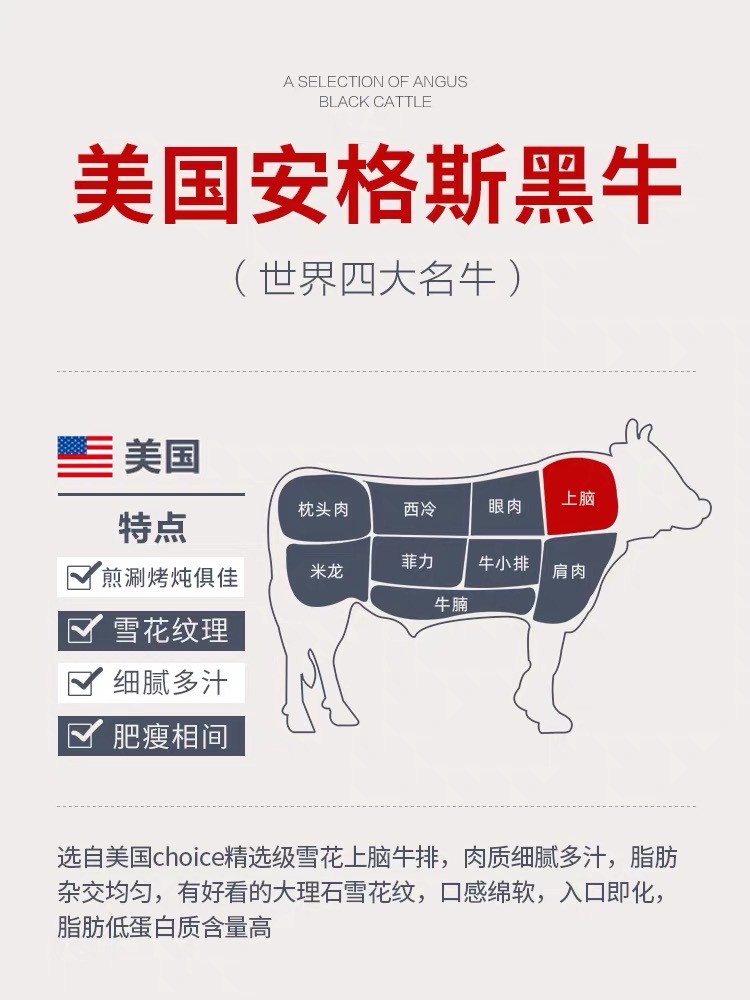 A SELECTION OF ANGUS
BLACK CATTLE
美国安格斯黑牛
（世界四大名牛）
美国
特点
煎涮烤炖俱佳
雪花纹理
细腻多汁
肥瘦相间
枕头肉
西冷
眼肉
上脑
米龙
菲力
牛小排
肩肉
牛腩
选自美国choice精选级雪花上脑牛排，肉质细腻多汁，脂肪
杂交均匀，有好看的大理石雪花纹，口感绵软，入口即化，
脂肪低蛋白质含量高